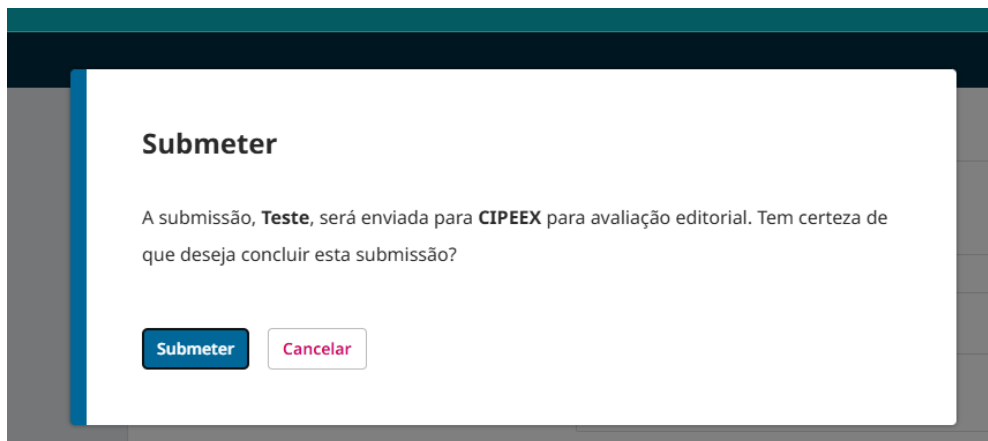 Submeter
A submissão, Teste, será enviada para CIPEEX para avaliação editorial. Tem certeza de
que deseja concluir esta submissão?
Submeter Cancelar